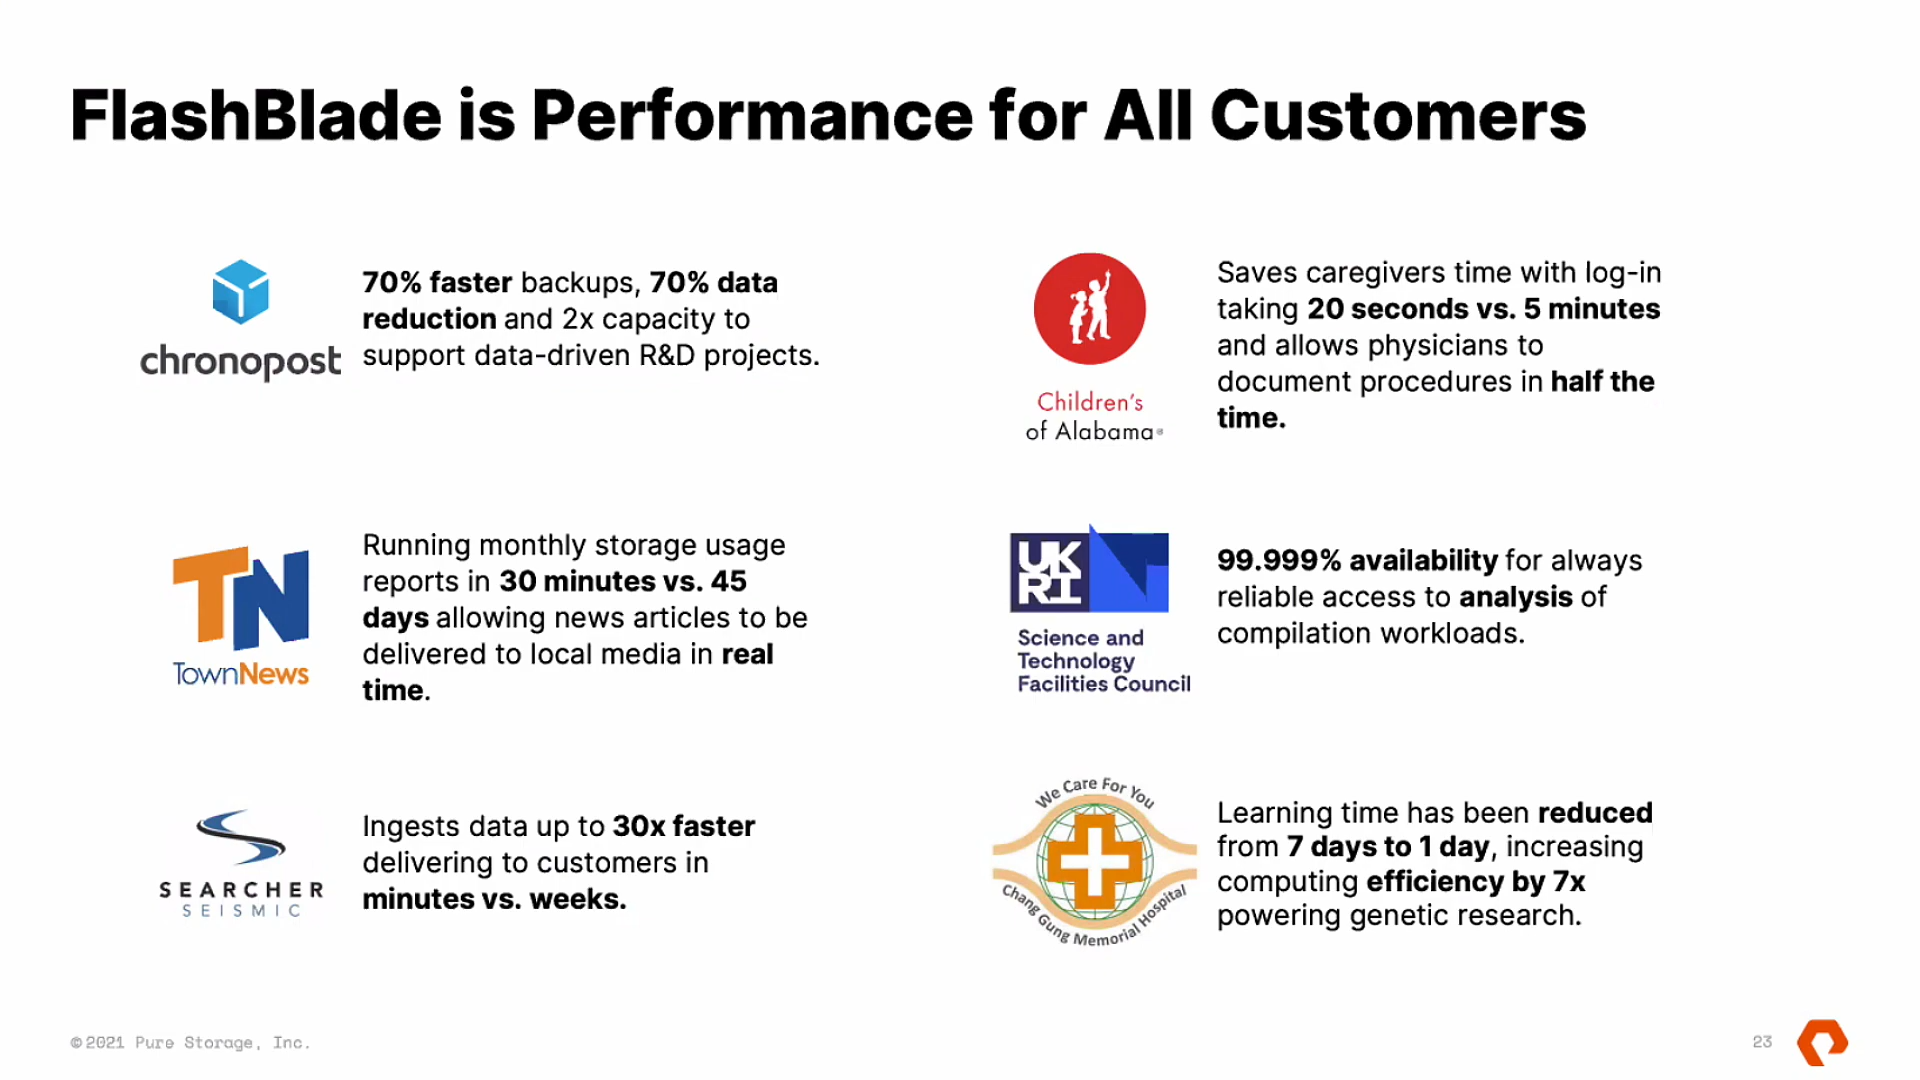 FlashBlade is Performance for All Customers
chronopost
70% faster backups, 70% data
reduction and 2x capacity to
support data-driven R&D projects.
Children's
of Alabama®
Saves caregivers time with log-in
taking 20 seconds vs. 5 minutes
and allows physicians to
document procedures in half the
time.
TN
TownNews
Running monthly storage usage
reports in 30 minutes vs. 45
days allowing news articles to be
delivered to local media in real
time.
UK
RI
Science and
Technology
Facilities Council
99.999% availability for always
reliable access to analysis of
compilation workloads.
SEARCHER
SEISMIC
Ingests data up to 30x faster
delivering to customers in
minutes vs. weeks.
We Care For You
Chang Gung Memorial Hospital
Learning time has been reduced
from 7 days to 1 day, increasing
computing efficiency by 7x
powering genetic research.
©2021 Pure Storage, Inc.
23